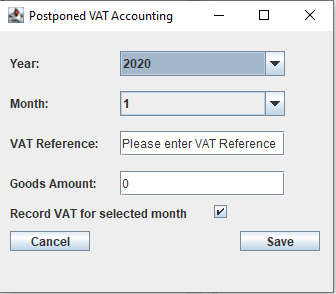 Postponed VAT Accounting
Year: 2020
Month: 1
VAT Reference: Please enter VAT Reference
Goods Amount: 0
Record VAT for selected month
Cancel Save